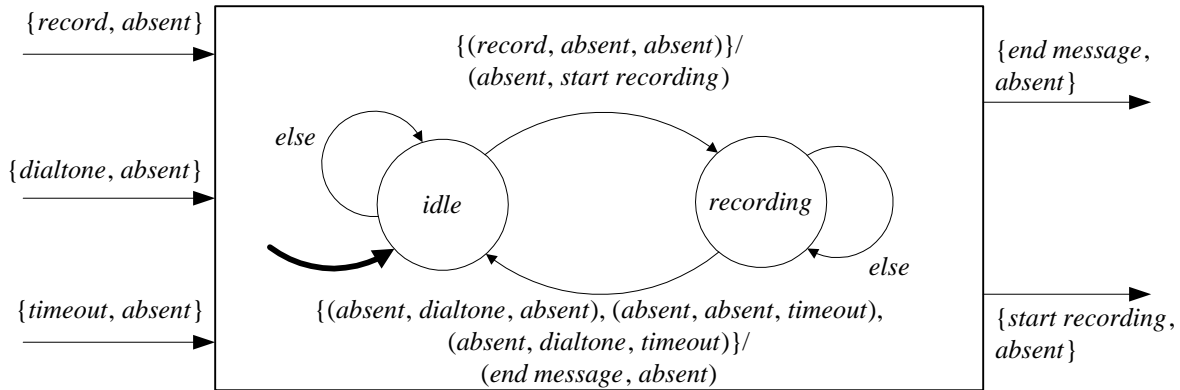 {record, absent}
{(record, absent, absent)}/
(absent, start recording)
{end message,
absent}
else
{dialtone, absent}
idle
recording
else
{timeout, absent}
{(absent, dialtone, absent), (absent, absent, timeout),
(absent, dialtone, timeout)}/
(end message, absent)
{start recording,
absent}